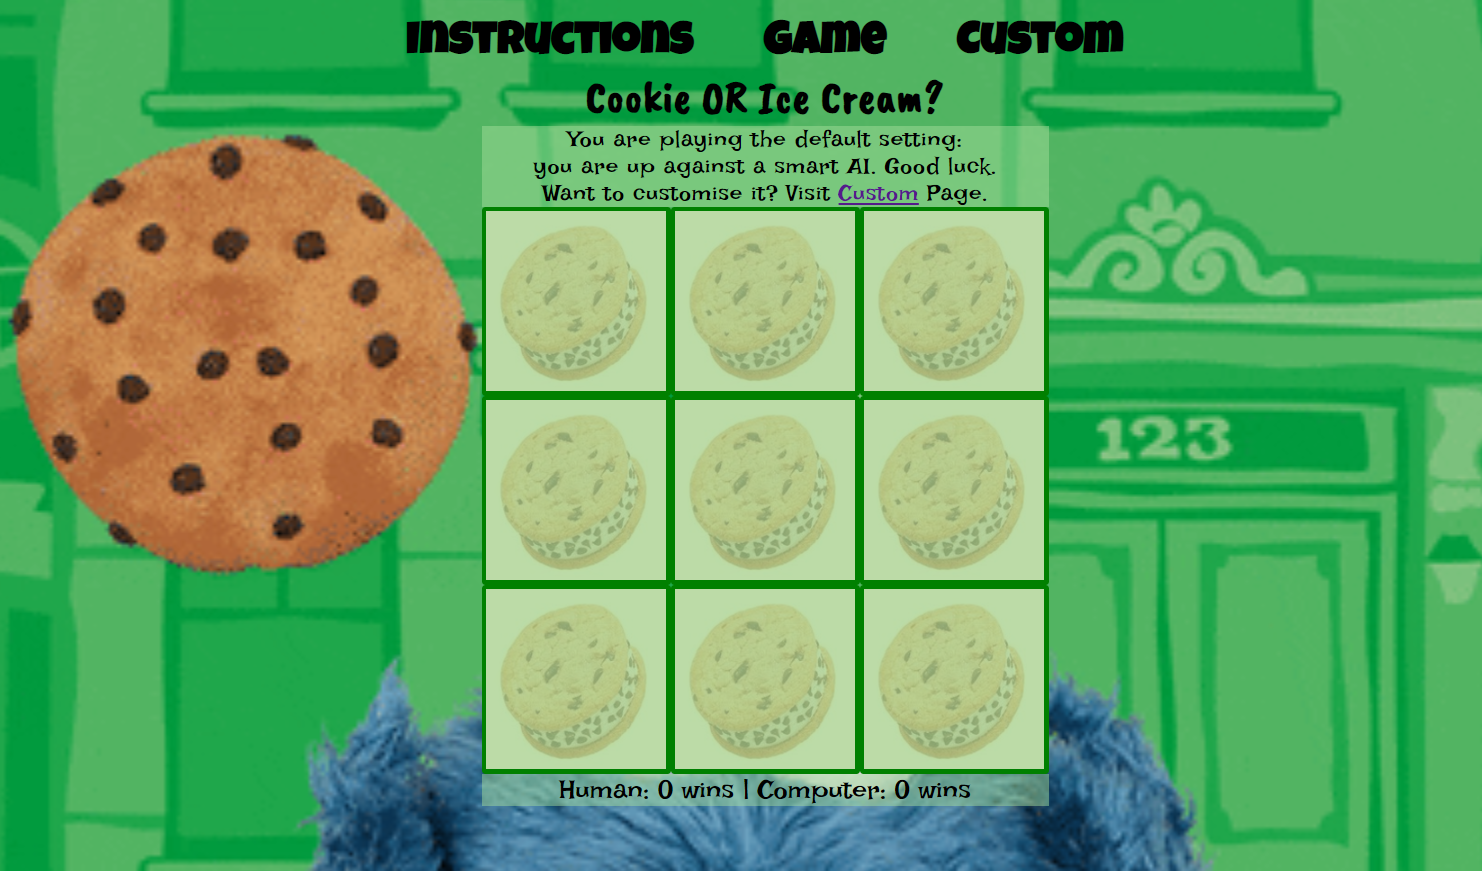 Instructions Game Custom
Cookie OR Ice Cream?
You are playing the default setting:
you are up against a smart AI. Good luck.
Want to customise it? Visit Custom Page.
123
Human: 0 wins | Computer: 0 wins